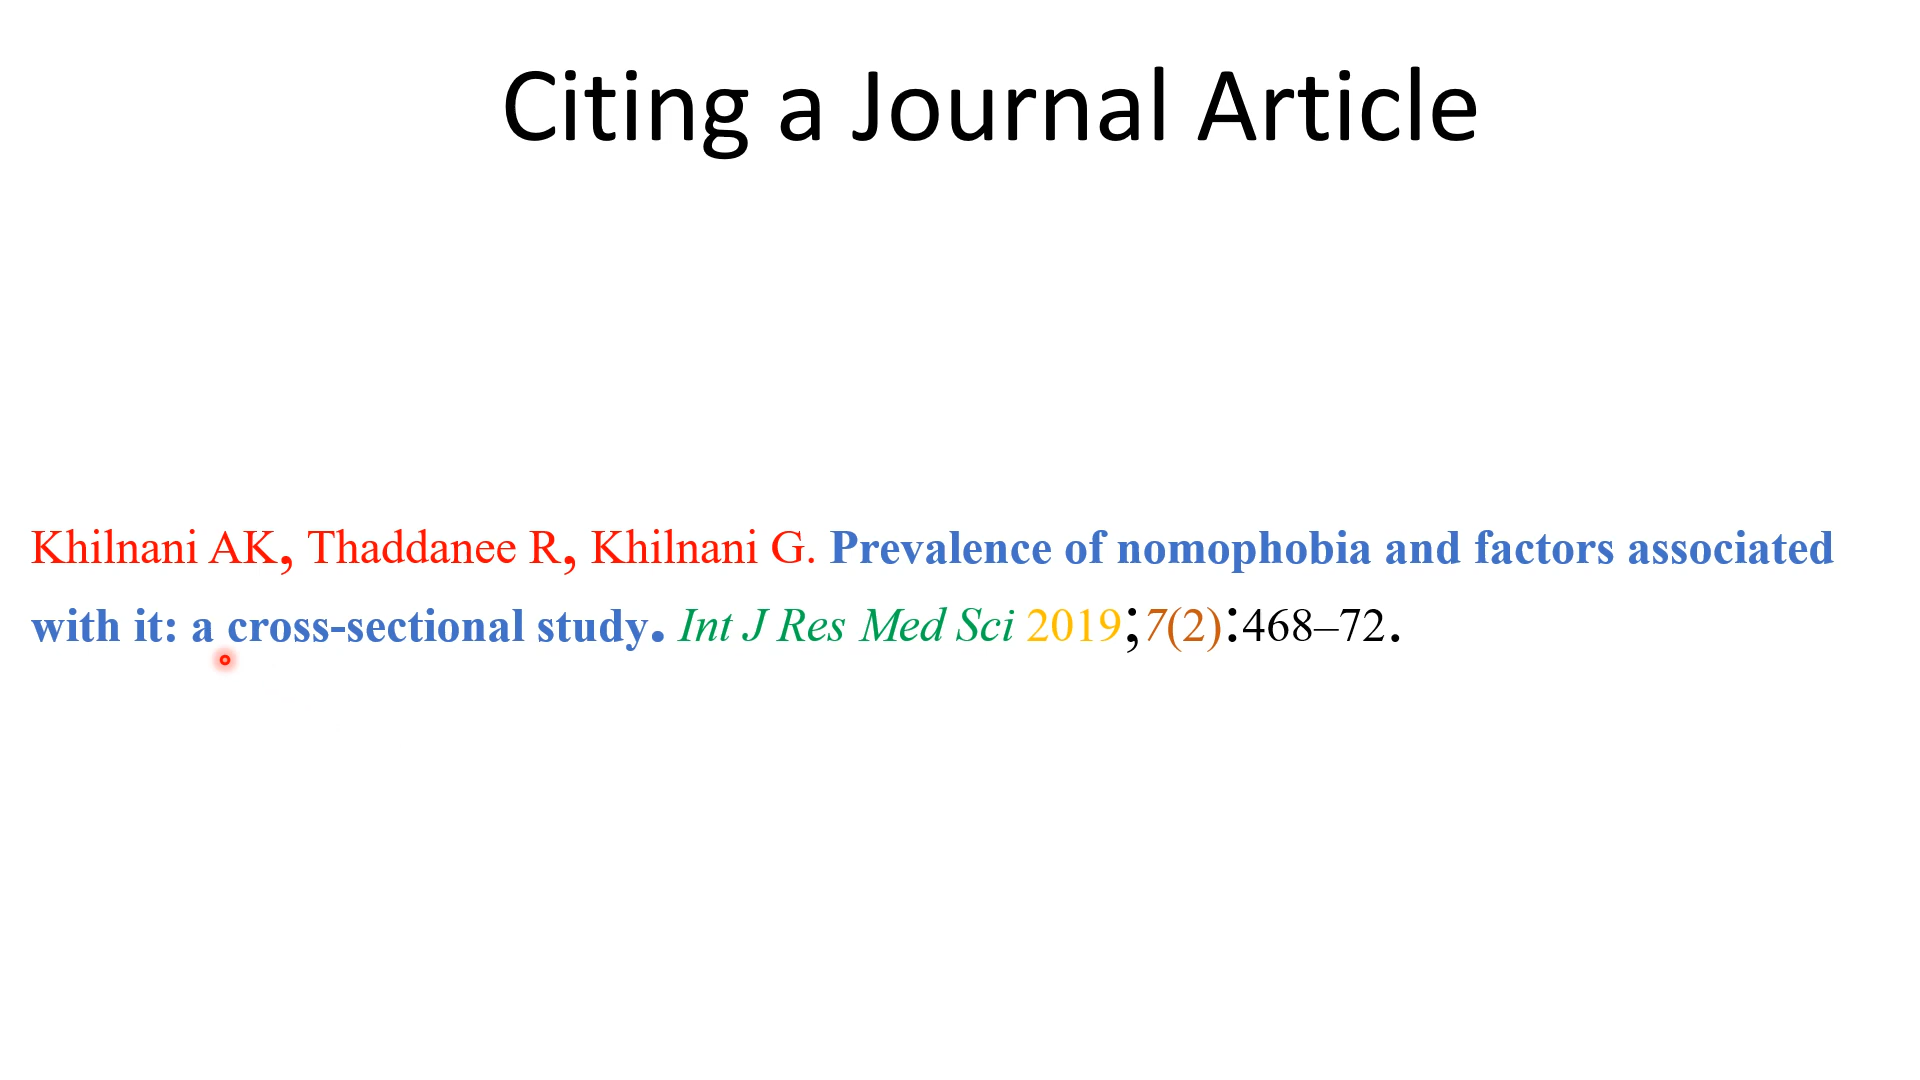 Citing a Journal Article
Khilnani AK, Thaddanee R, Khilnani G. Prevalence of nomophobia and factors associated
with it: a cross-sectional study. Int J Res Med Sci 2019;7(2):468–72.